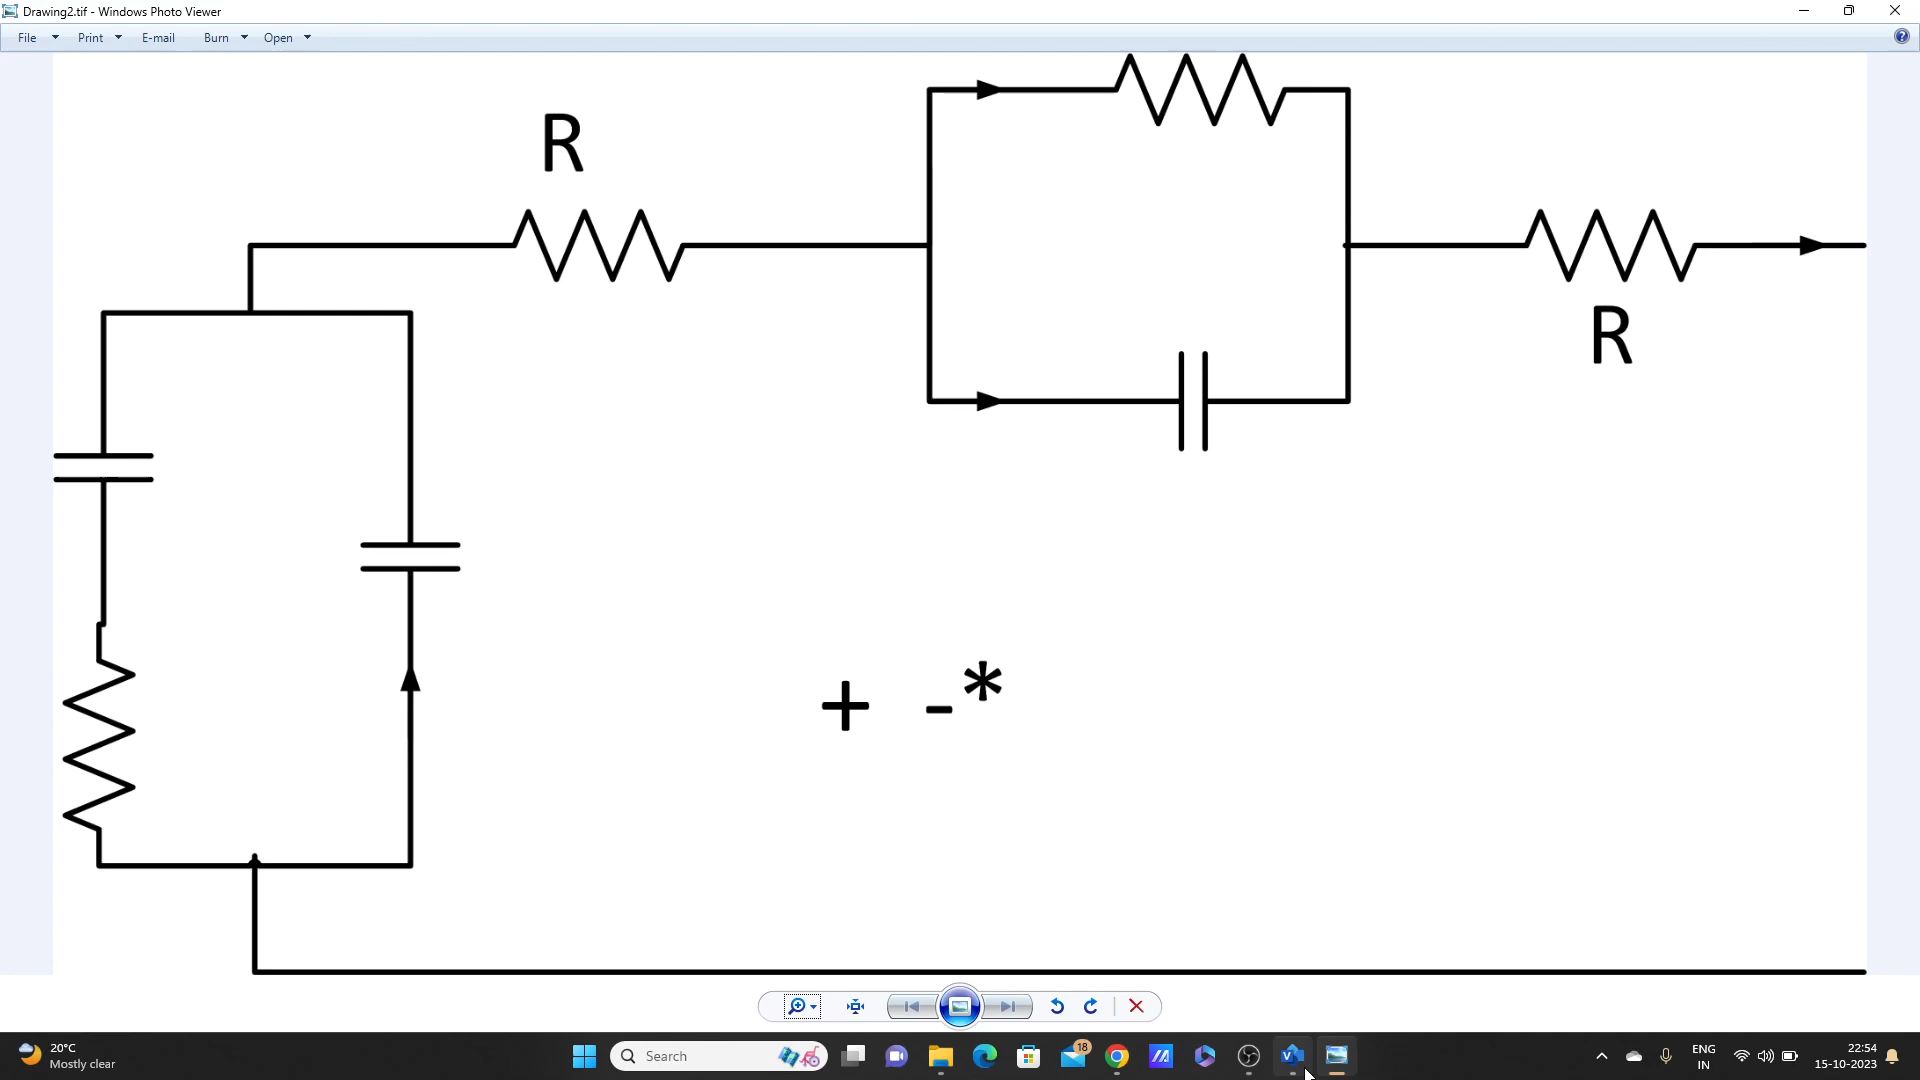 Drawing2.tif - Windows Photo Viewer
File Print E-mail Burn Open
?
R
R
+ -*
20°C
Mostly clear
Search
18
V
ENG
IN
22:54
15-10-2023